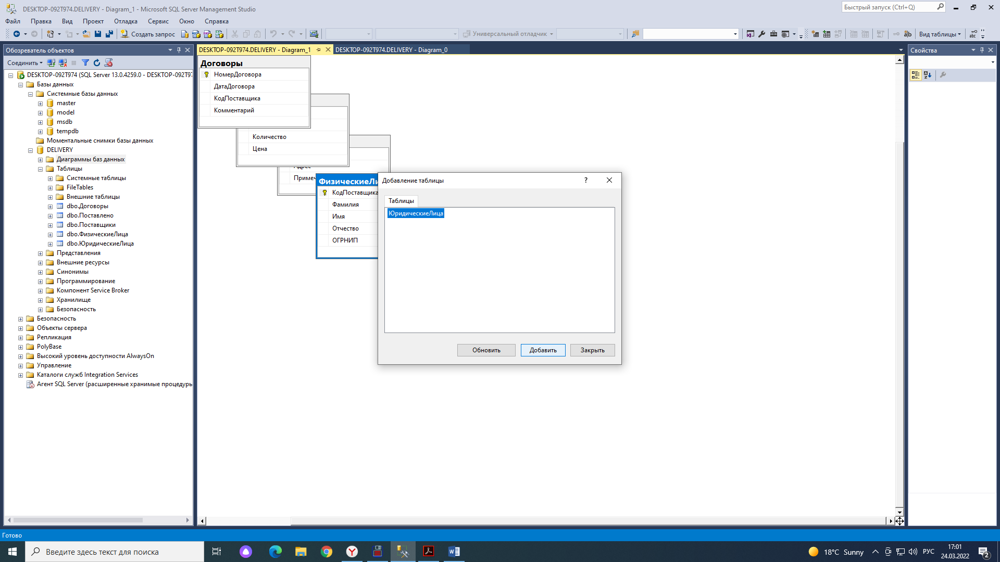 DESKTOP-092T974.DELIVERY - Diagram_1 - Microsoft SQL Server Management Studio
Быстрый запуск (Ctrl+Q)
Файл Правка Вид Проект Отладка Сервис Окно Справка
Создать запрос
Универсальный отладчик
Вид таблицы
Обозреватель объектов
DESKTOP-092T974.DELIVERY - Diagram_1
DESKTOP-092T974.DELIVERY - Diagram_0
Свойства
Соединить
DESKTOP-092T974 (SQL Server 13.0.4259.0 - DESKTOP-092T97
Базы данных
Системные базы данных
master
model
msdb
tempdb
Моментальные снимки базы данных
DELIVERY
Диаграммы баз данных
Таблицы
Системные таблицы
FileTables
Внешние таблицы
dbo.Договоры
dbo.Поставлено
dbo.Поставщики
dbo.ФизическиеЛица
dbo.ЮридическиеЛица
Представления
Внешние ресурсы
Синонимы
Программирование
Компонент Service Broker
Хранилище
Безопасность
Безопасность
Объекты сервера
Репликация
PolyBase
Высокий уровень доступности AlwaysOn
Управление
Каталоги служб Integration Services
Агент SQL Server (расширенные хранимые процедуры
Договоры
НомерДоговора
ДатаДоговора
КодПоставщика
Комментарий
Количество
Цена
Адрес
Примеч
ФизическиеЛи
КодПоставщика
Фамилия
Имя
Отчество
ОГРНИП
Добавление таблицы
?
Таблицы
ЮридическиеЛица
Обновить Добавить Закрыть
Готово
Введите здесь текст для поиска
18°C Sunny
РУС
17:01
24.03.2022
2